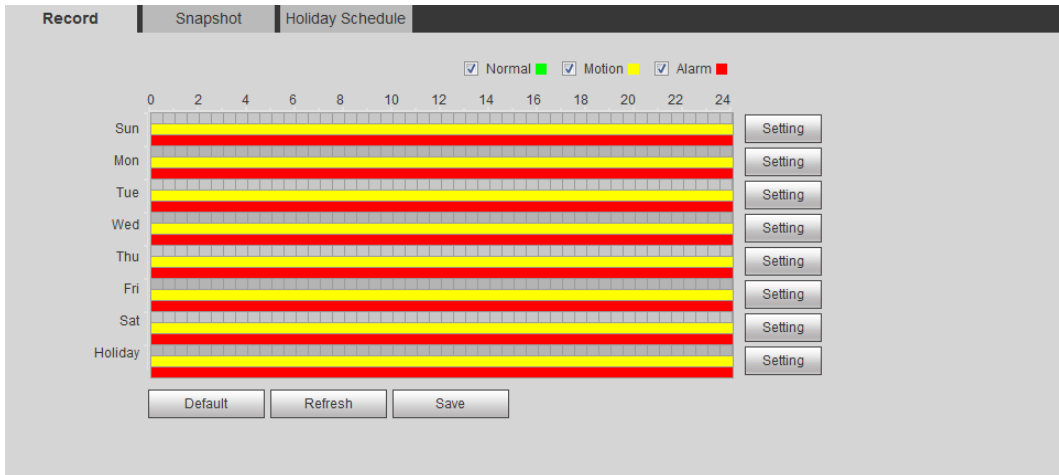 Record Snapshot Holiday Schedule
Normal Motion Alarm
0 2 4 6 8 10 12 14 16 18 20 22 24
Sun Setting
Mon Setting
Tue Setting
Wed Setting
Thu Setting
Fri Setting
Sat Setting
Holiday Setting
Default Refresh Save